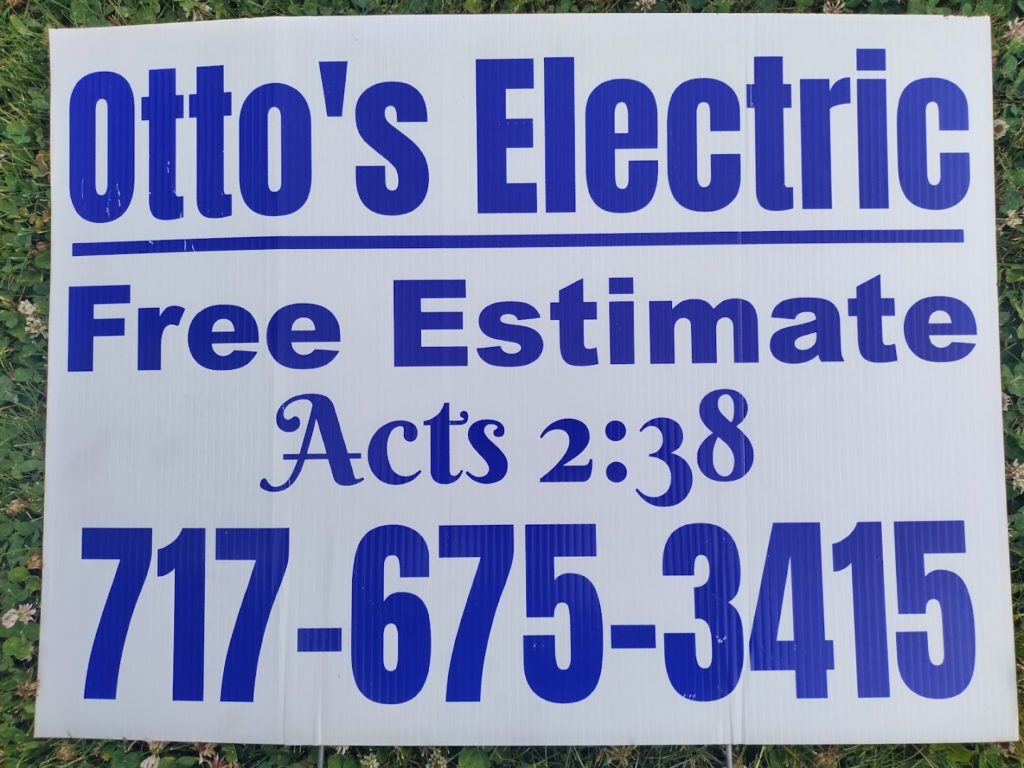 Otto's Electric
Free Estimate
Acts 2:38
717-675-3415